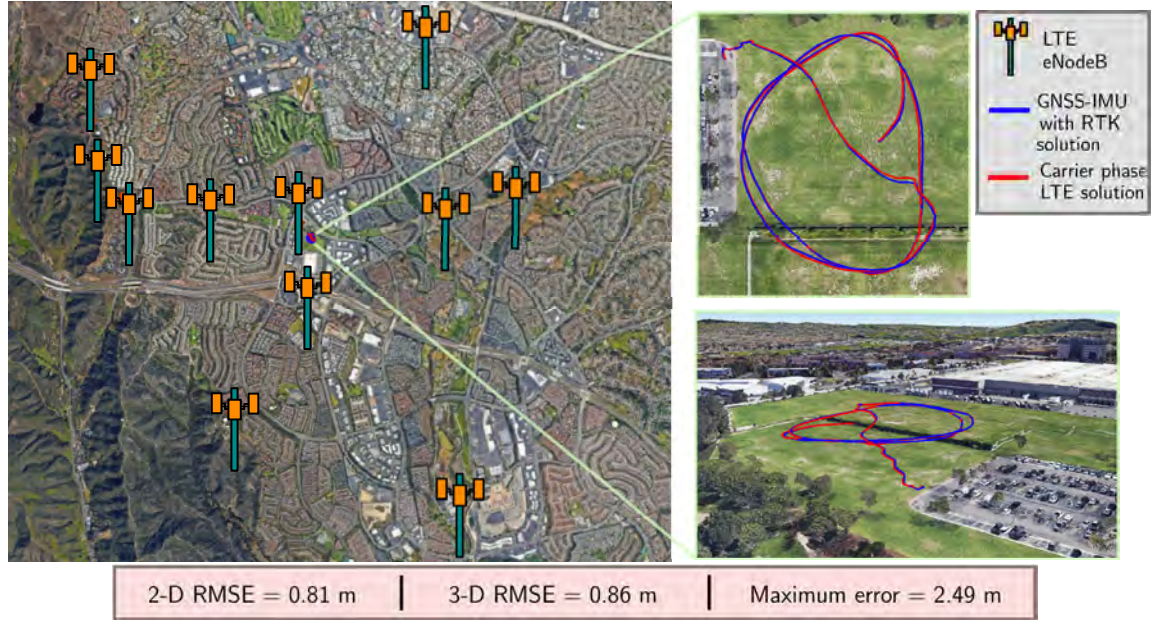 LTE
eNodeB
GNSS-IMU
with RTK
solution
Carrier phase
LTE solution
2-D RMSE = 0.81 m
3-D RMSE = 0.86 m
Maximum error = 2.49 m